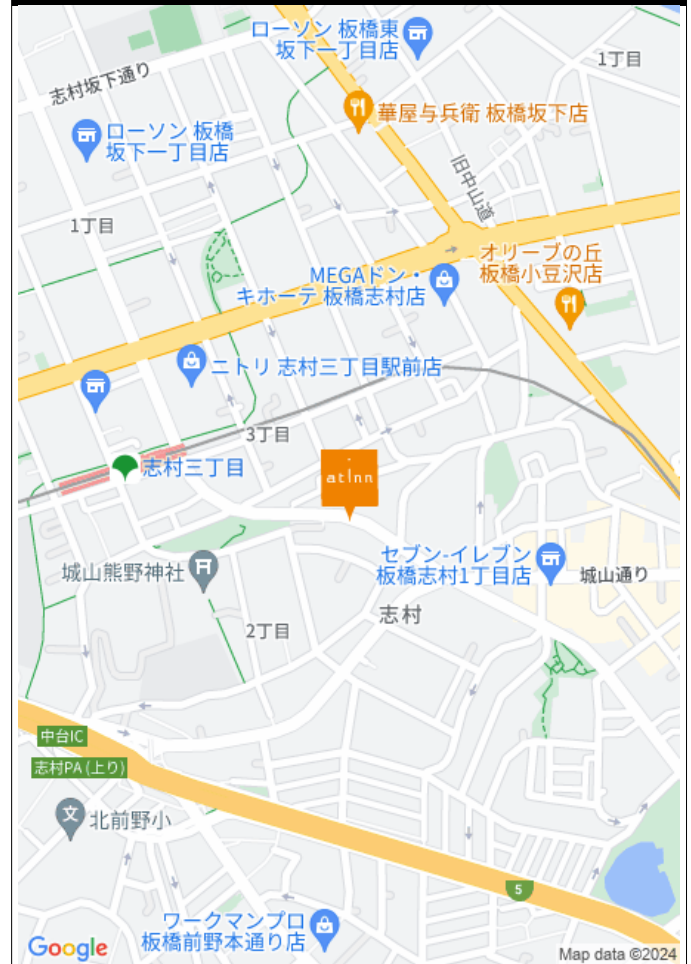 ローソン 板橋東
坂下一丁目店
1丁目
志村坂下通り
華屋与兵衛 板橋坂下店
ローソン 板橋
坂下一丁目店
旧中山道
1丁目
オリーブの丘
板橋小豆沢店
MEGAドン・
キホーテ 板橋志村店
ニトリ 志村三丁目駅前店
3丁目
志村三丁目
atInn
セブン-イレブン
板橋志村1丁目店
城山通り
城山熊野神社
志村
2丁目
中台IC
志村PA (上り)
文
北前野小
5
ワークマンプロ
板橋前野本通り店
Google
Map data ©2024